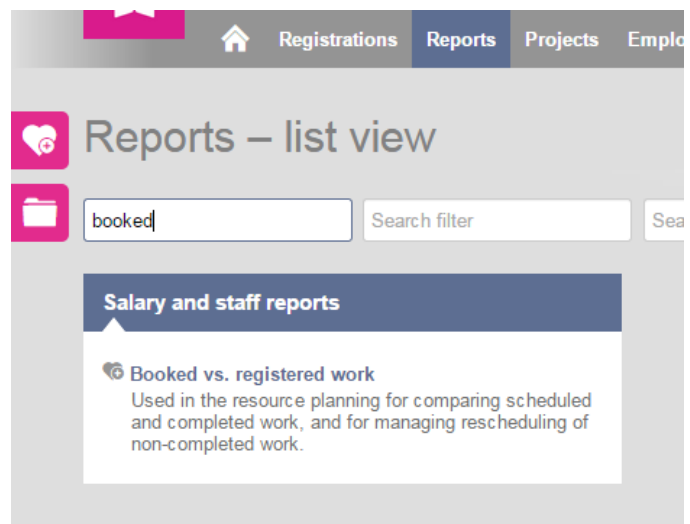 Registrations Reports Projects
Reports – list view
booked Search filter
Salary and staff reports
Booked vs. registered work
Used in the resource planning for comparing scheduled
and completed work, and for managing rescheduling of
non-completed work.